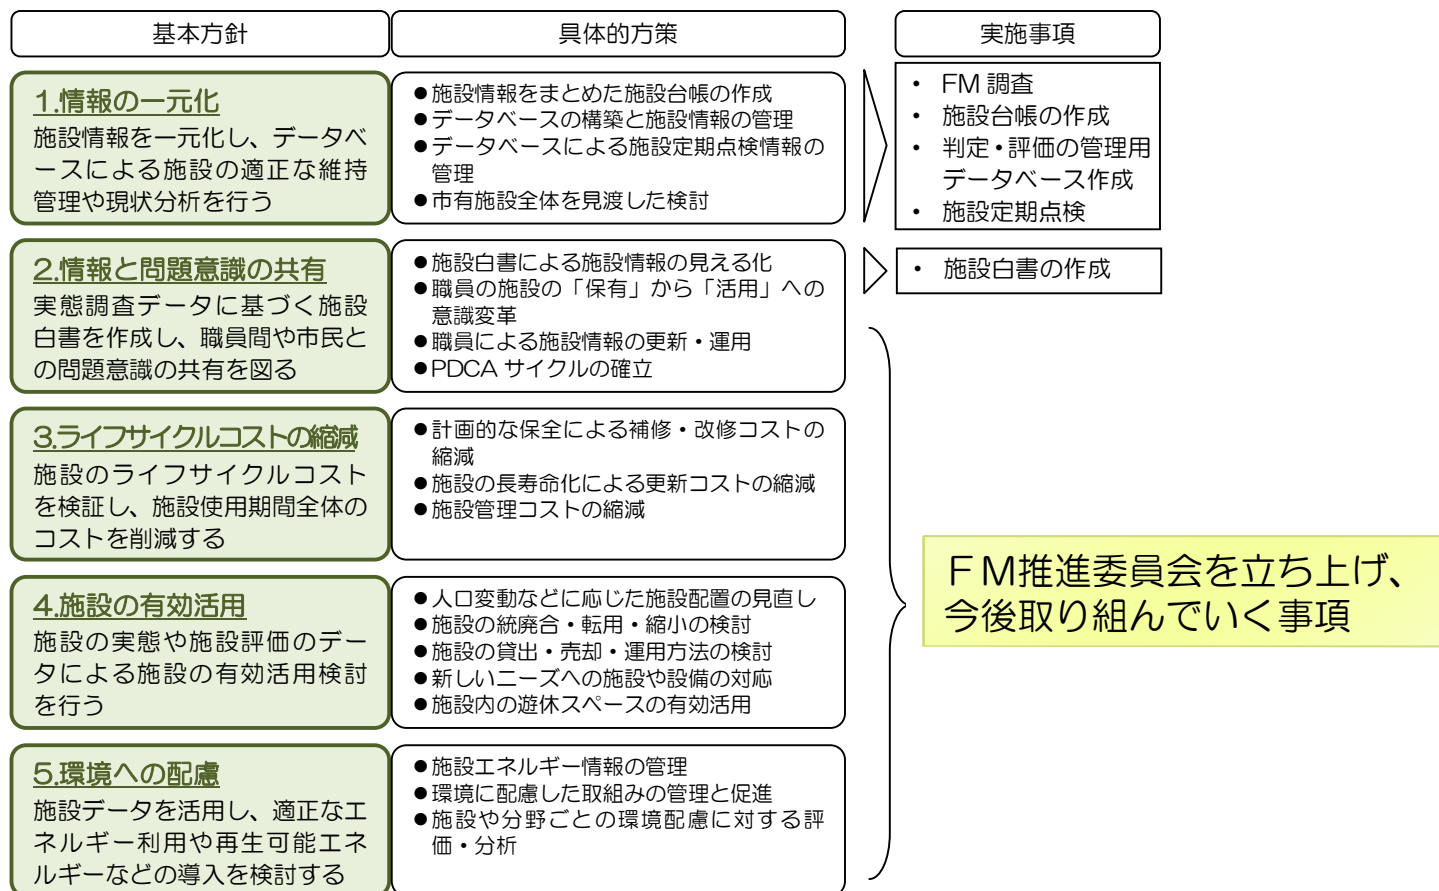 基本方針
具体的方策
実施事項
1.情報の一元化
施設情報を一元化し、データベ
ースによる施設の適正な維持
管理や現状分析を行う
●施設情報をまとめた施設台帳の作成
●データベースの構築と施設情報の管理
●データベースによる施設定期点検情報の
管理
●市有施設全体を見渡した検討
・ FM 調査
・ 施設台帳の作成
・ 判定・評価の管理用
データベース作成
・ 施設定期点検
2.情報と問題意識の共有
実態調査データに基づく施設
白書を作成し、職員間や市民と
の問題意識の共有を図る
●施設白書による施設情報の見える化
●職員の施設の「保有」から「活用」への
意識変革
●職員による施設情報の更新・運用
●PDCA サイクルの確立
・ 施設白書の作成
3.ライフサイクルコストの縮減
施設のライフサイクルコスト
を検証し、施設使用期間全体の
コストを削減する
●計画的な保全による補修・改修コストの
縮減
●施設の長寿命化による更新コストの縮減
●施設管理コストの縮減
4.施設の有効活用
施設の実態や施設評価のデー
タによる施設の有効活用検討
を行う
●人口変動などに応じた施設配置の見直し
●施設の統廃合・転用・縮小の検討
●施設の貸出・売却・運用方法の検討
●新しいニーズへの施設や設備の対応
●施設内の遊休スペースの有効活用
5.環境への配慮
施設データを活用し、適正なエ
ネルギー利用や再生可能エネ
ルギーなどの導入を検討する
●施設エネルギー情報の管理
●環境に配慮した取組みの管理と促進
●施設や分野ごとの環境配慮に対する評
価・分析
ＦＭ推進委員会を立ち上げ、
今後取り組んでいく事項